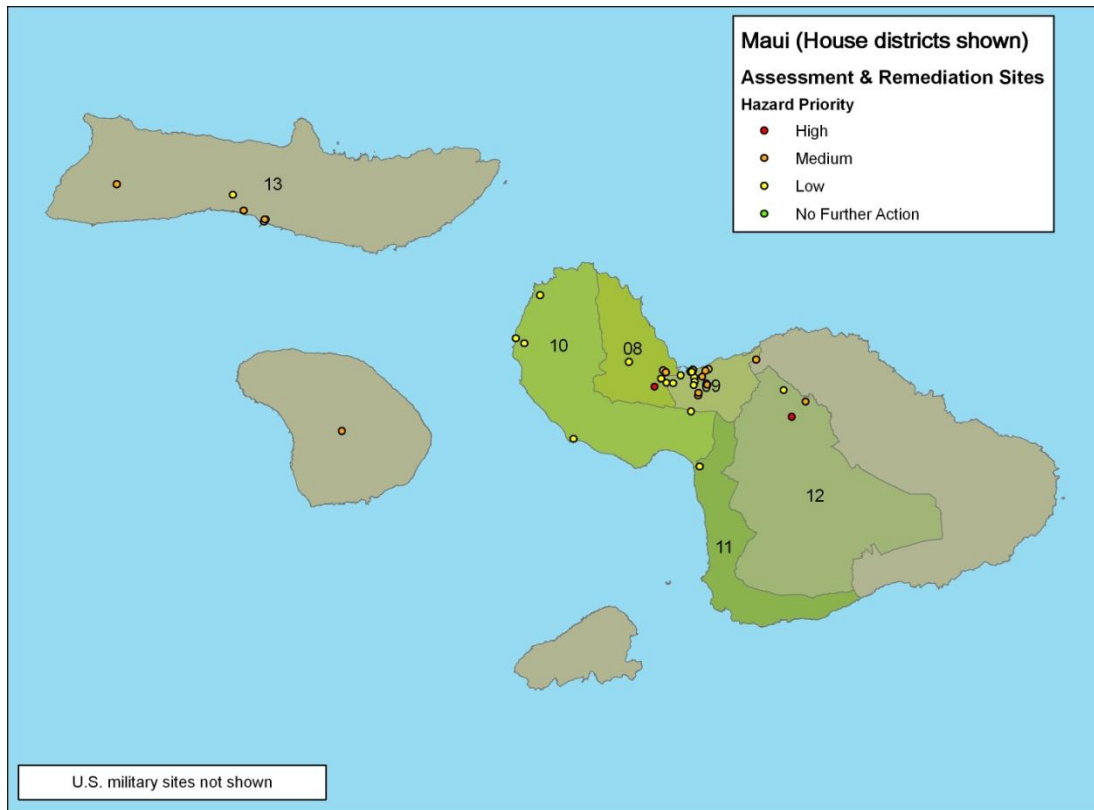 Maui (House districts shown)
Assessment & Remediation Sites
Hazard Priority
High
Medium
Low
No Further Action
13
10
08
09
12
11
U.S. military sites not shown